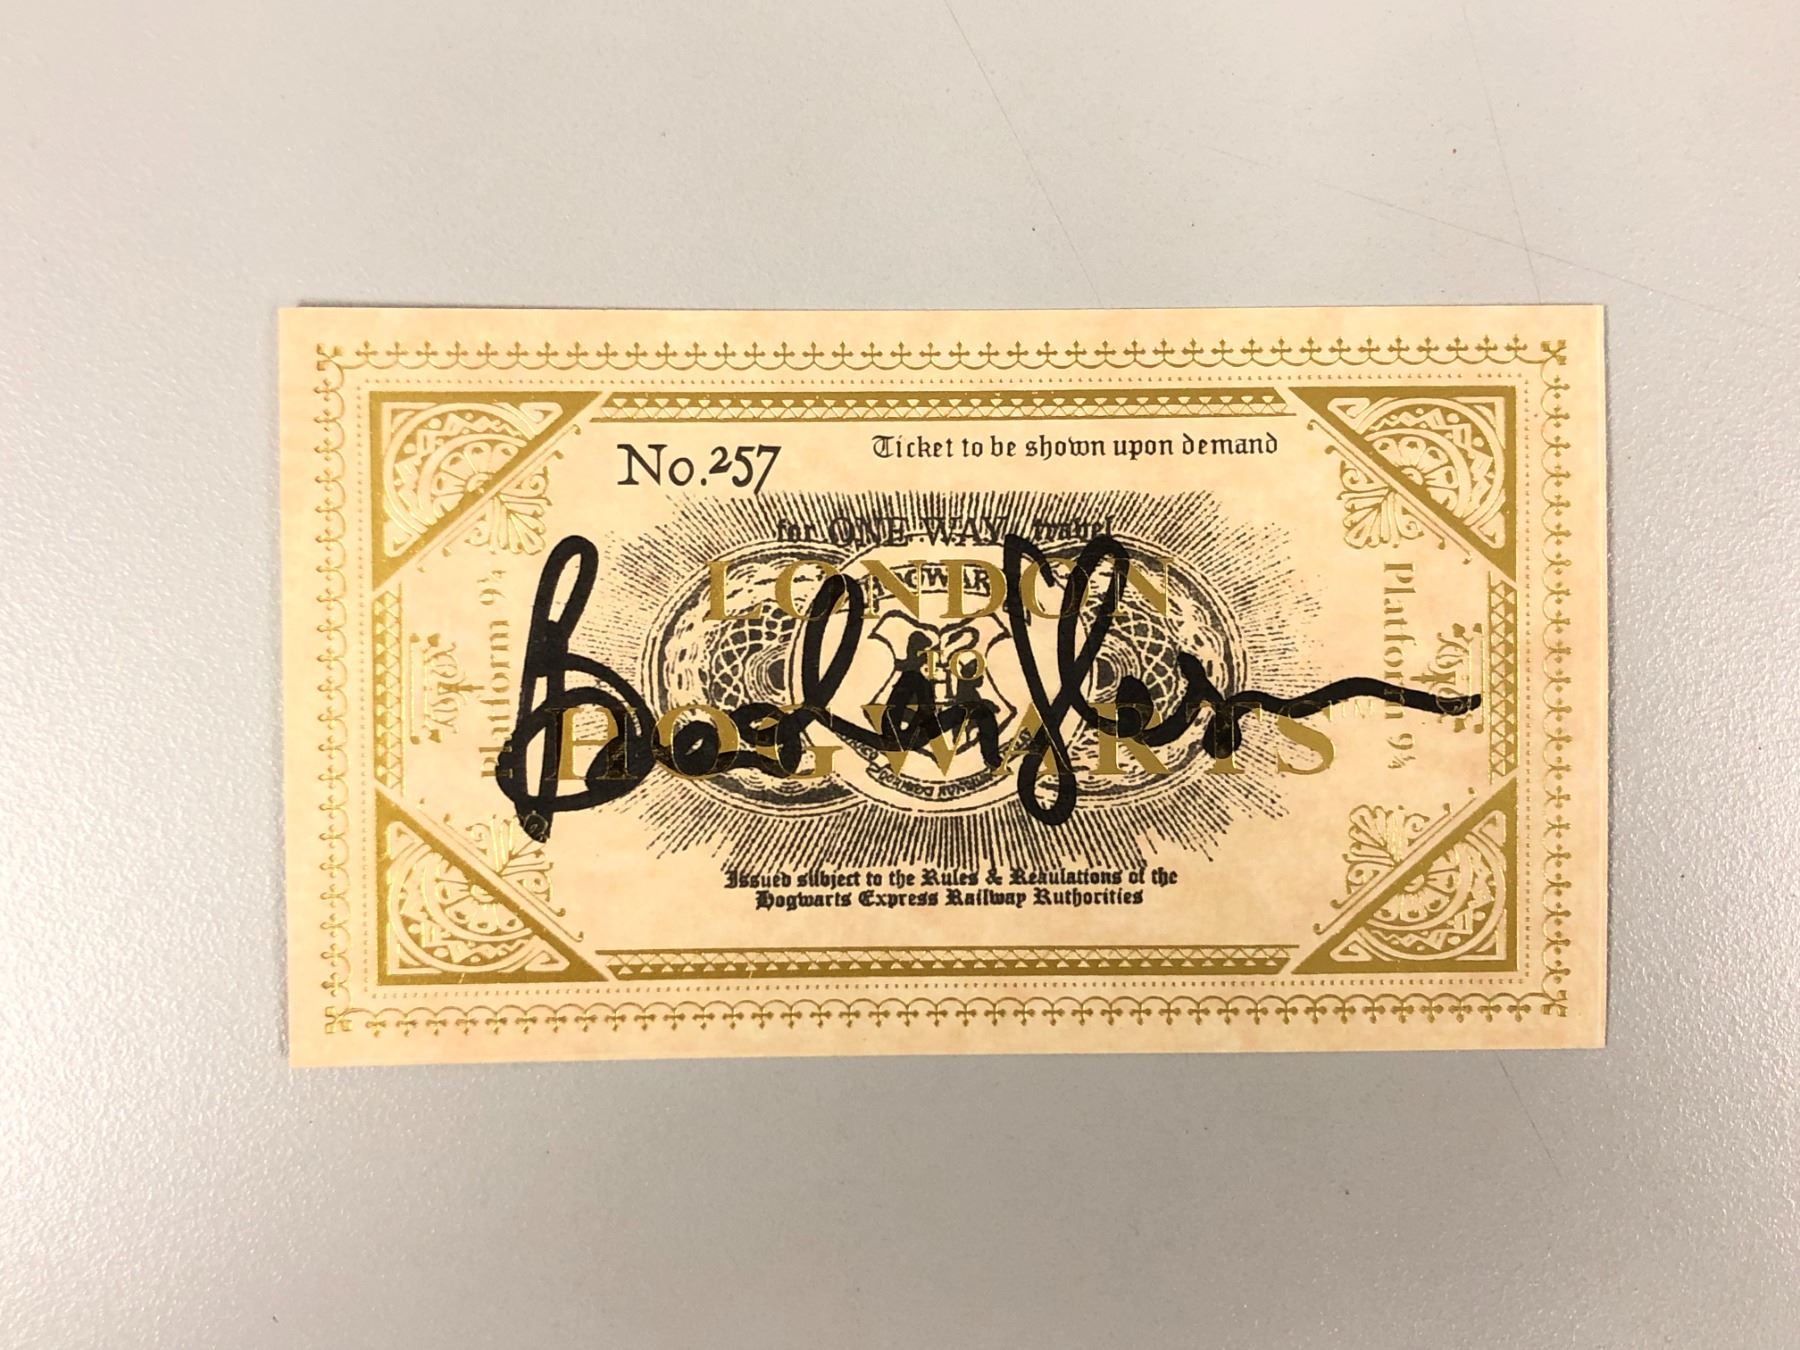 No.257
Ticket to be shown upon demand
for ONE WAY travel
LONDON
TO
HOGWARTS
Platform 9¾
Platform 9¾
Issued subject to the Rules & Regulations of the
Hogwarts Express Railway Authorities